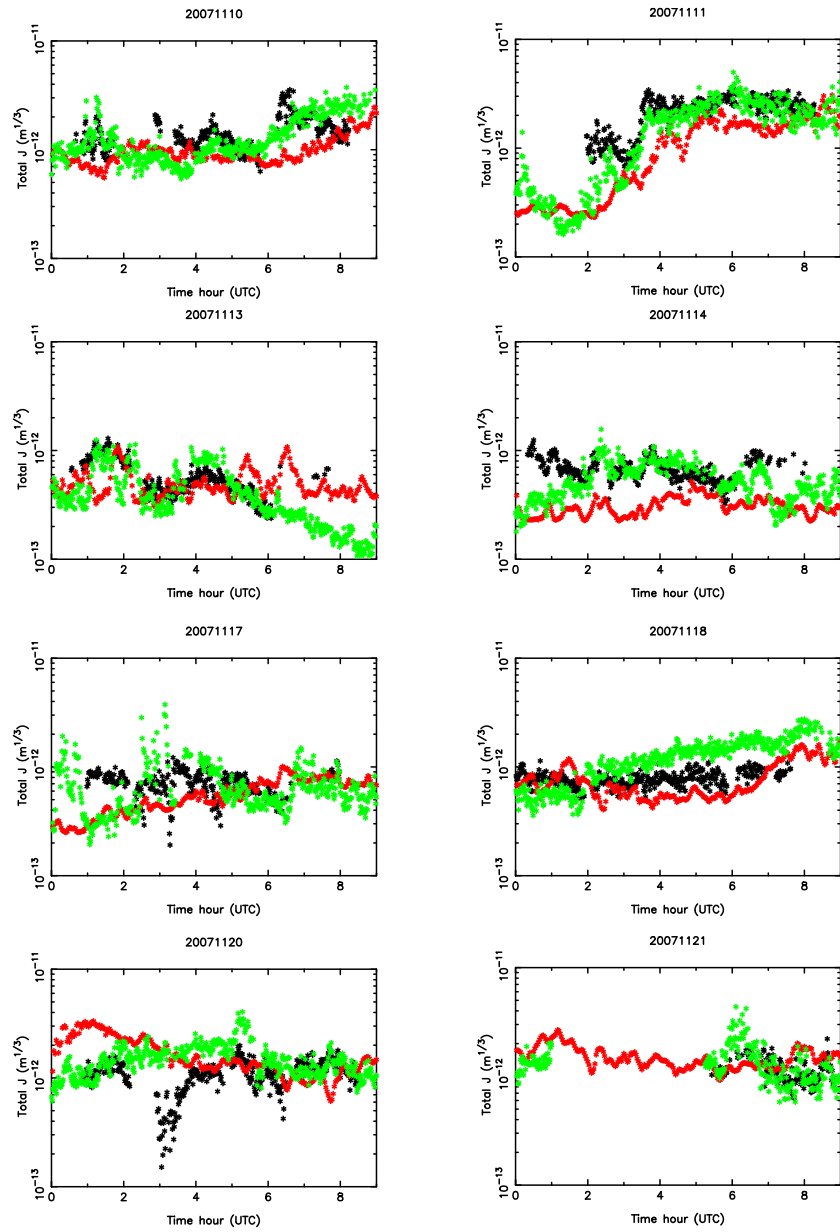 20071110
10⁻¹¹
10⁻¹²
10⁻¹³
Total J (m^1/3)
0 2 4 6 8
Time hour (UTC)
20071111
10⁻¹¹
10⁻¹²
10⁻¹³
Total J (m^1/3)
0 2 4 6 8
Time hour (UTC)
20071113
10⁻¹¹
10⁻¹²
10⁻¹³
Total J (m^1/3)
0 2 4 6 8
Time hour (UTC)
20071114
10⁻¹¹
10⁻¹²
10⁻¹³
Total J (m^1/3)
0 2 4 6 8
Time hour (UTC)
20071117
10⁻¹¹
10⁻¹²
10⁻¹³
Total J (m^1/3)
0 2 4 6 8
Time hour (UTC)
20071118
10⁻¹¹
10⁻¹²
10⁻¹³
Total J (m^1/3)
0 2 4 6 8
Time hour (UTC)
20071120
10⁻¹¹
10⁻¹²
10⁻¹³
Total J (m^1/3)
0 2 4 6 8
Time hour (UTC)
20071121
10⁻¹¹
10⁻¹²
10⁻¹³
Total J (m^1/3)
0 2 4 6 8
Time hour (UTC)